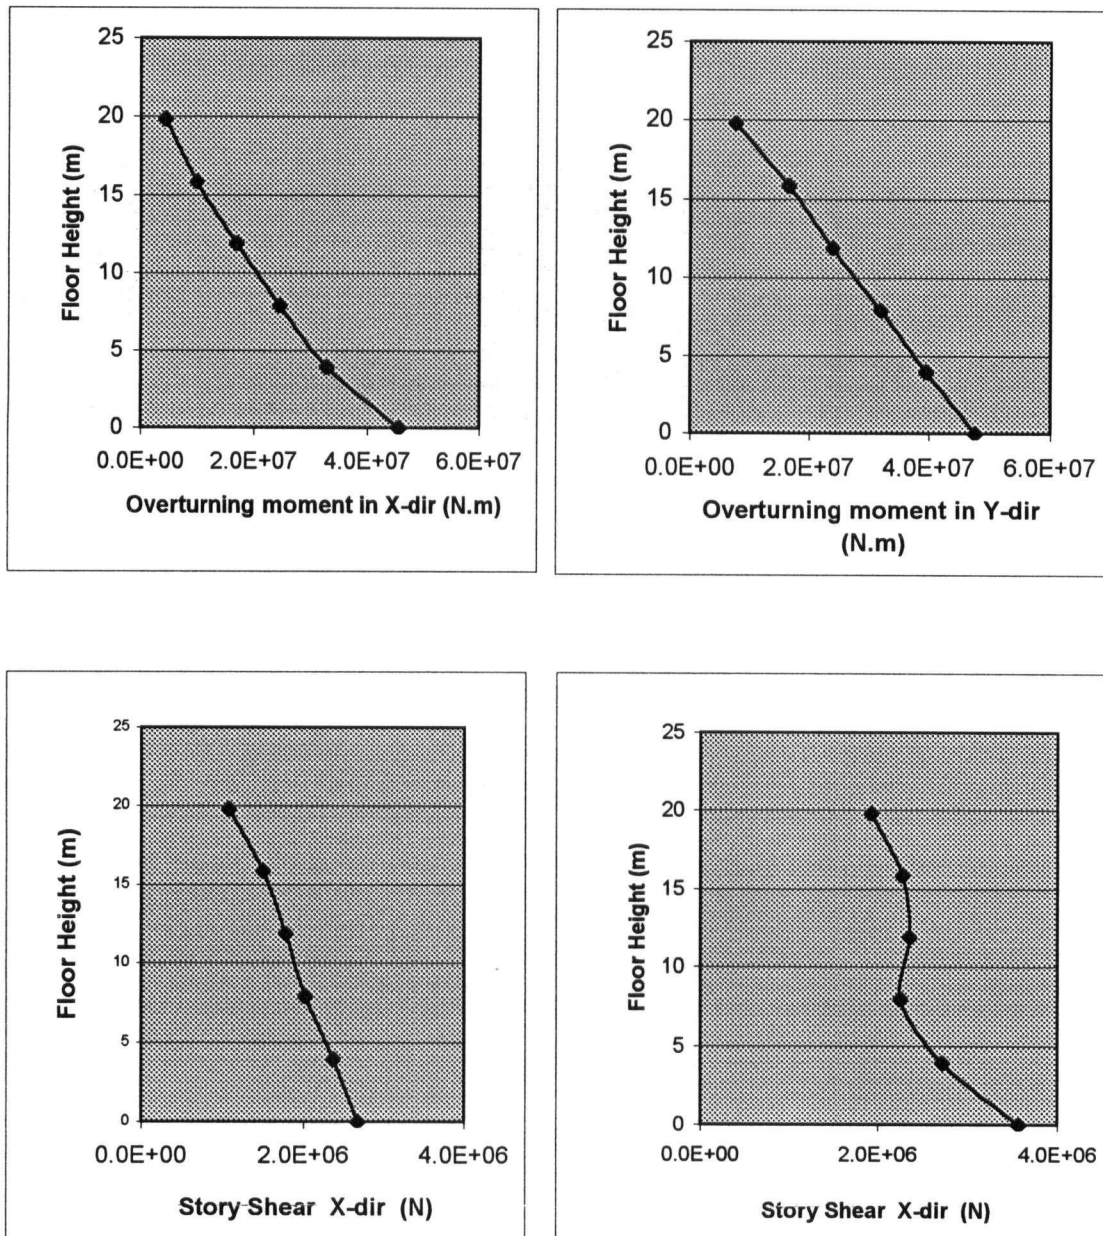 25
20
15
10
5
0
Floor Height (m)
0.0E+00 2.0E+07 4.0E+07 6.0E+07
Overturning moment in X-dir (N.m)
25
20
15
10
5
0
Floor Height (m)
0.0E+00 2.0E+07 4.0E+07 6.0E+07
Overturning moment in Y-dir
(N.m)
25
20
15
10
5
0
Floor Height (m)
0.0E+00 2.0E+06 4.0E+06
Story Shear X-dir (N)
25
20
15
10
5
0
Floor Height (m)
0.0E+00 2.0E+06 4.0E+06
Story Shear X-dir (N)